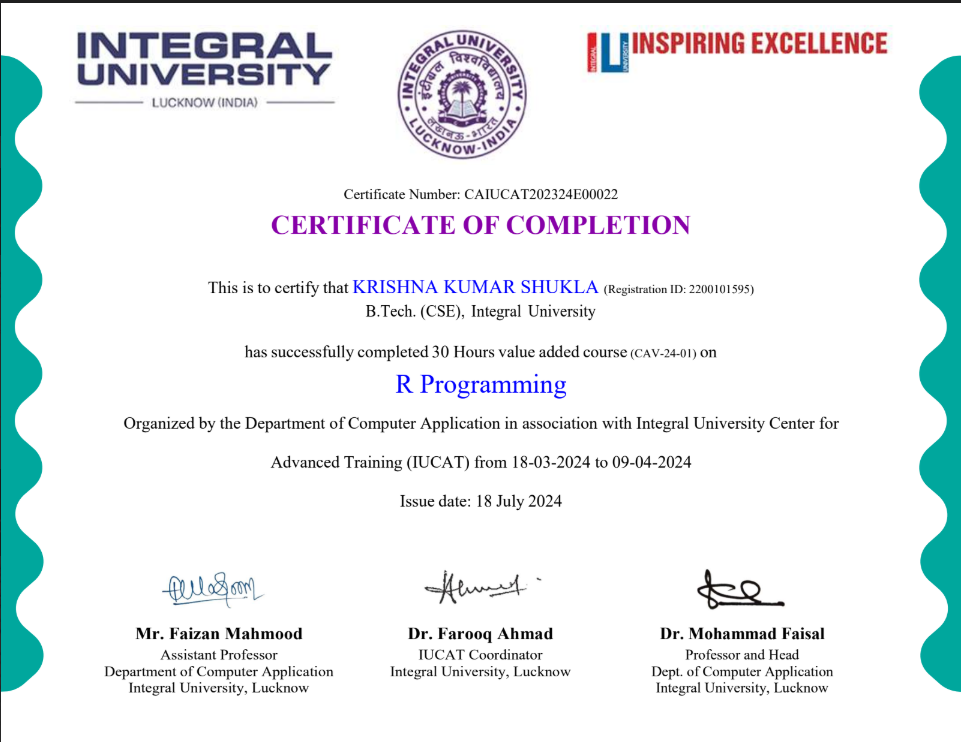 INTEGRAL
UNIVERSITY
LUCKNOW (INDIA)
INTEGRAL UNIVERSITY
इंटीग्रल विश्वविद्यालय
लखनऊ-भारत
LUCKNOW-INDIA
INTEGRAL
IU
UNIVERSITY
INSPIRING EXCELLENCE
Certificate Number: CAIUCAT202324E00022
CERTIFICATE OF COMPLETION
This is to certify that KRISHNA KUMAR SHUKLA (Registration ID: 2200101595)
B.Tech. (CSE), Integral University
has successfully completed 30 Hours value added course (CAV-24-01) on
R Programming
Organized by the Department of Computer Application in association with Integral University Center for
Advanced Training (IUCAT) from 18-03-2024 to 09-04-2024
Issue date: 18 July 2024
Mr. Faizan Mahmood
Assistant Professor
Department of Computer Application
Integral University, Lucknow
Dr. Farooq Ahmad
IUCAT Coordinator
Integral University, Lucknow
Dr. Mohammad Faisal
Professor and Head
Dept. of Computer Application
Integral University, Lucknow